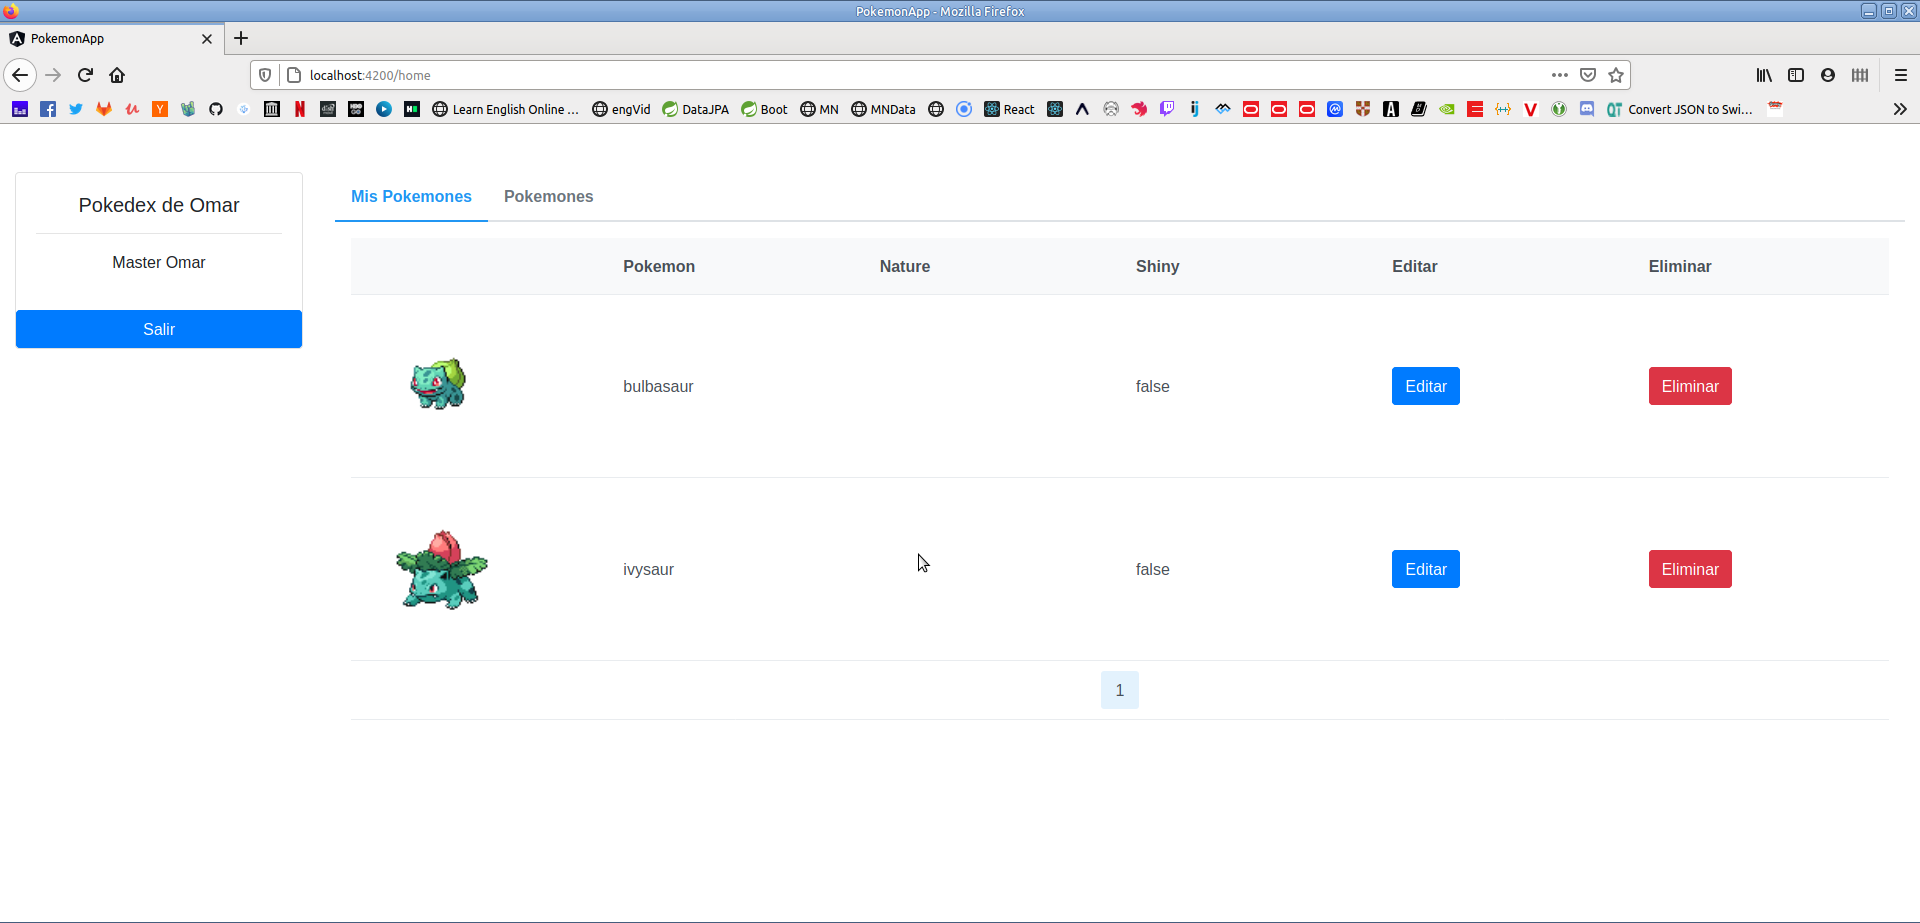 PokemonApp - Mozilla Firefox
PokemonApp
localhost:4200/home
Learn English Online ... engVid DataJPA Boot MN MNData React Convert JSON to Swi...
Pokedex de Omar
Master Omar
Salir
Mis Pokemones Pokemones
Pokemon Nature Shiny Editar Eliminar
bulbasaur false Editar Eliminar
ivysaur false Editar Eliminar
1